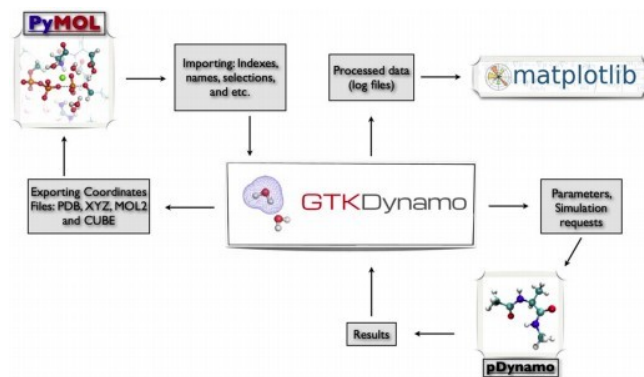 PyMOL
Importing: Indexes,
names, selections,
and etc.
Processed data
(log files)
matplotlib
Exporting Coordinates
Files: PDB, XYZ, MOL2
and CUBE
GTKDynamo
Parameters,
Simulation
requests
Results
pDynamo